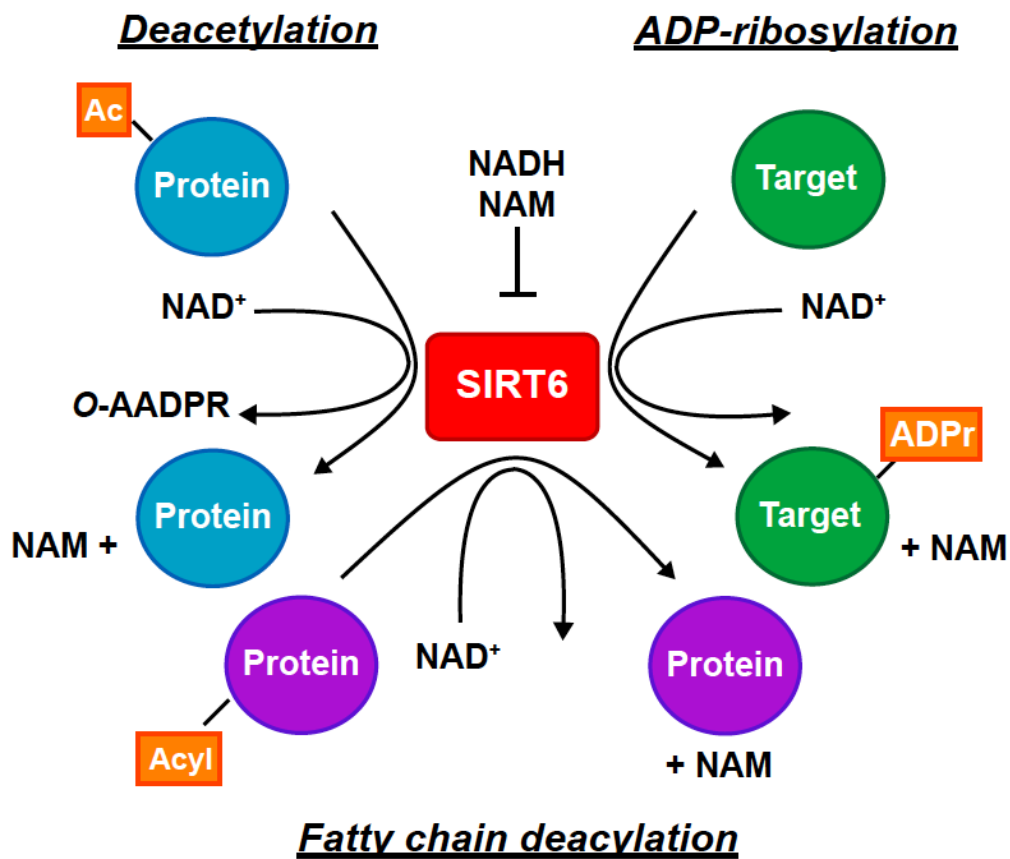 Deacetylation
ADP-ribosylation
Ac
Protein
NADH
NAM
Target
NAD⁺
NAD⁺
SIRT6
O-AADPR
ADPr
Protein
Target
NAM +
+ NAM
Protein
NAD⁺
Protein
Acyl
+ NAM
Fatty chain deacylation